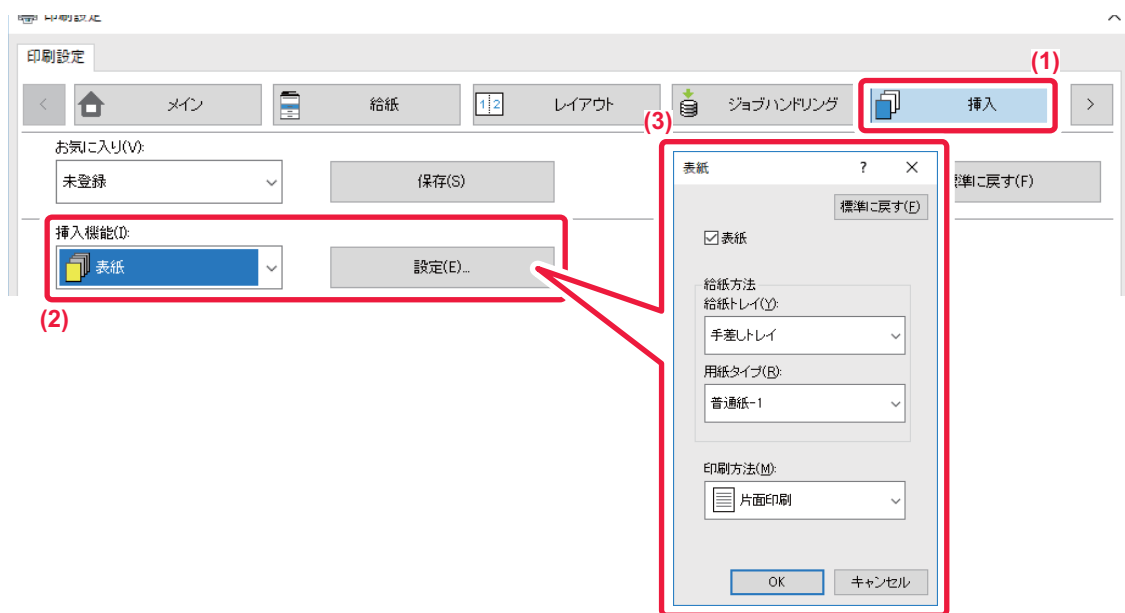 印刷設定
印刷設定
(1)
< メイン 給紙 1 2 レイアウト ジョブハンドリング 挿入 >
(3)
お気に入り(V):
未登録 保存(S) 準に戻す(F)
挿入機能(I):
表紙 設定(E)...
(2)
表紙 ? ×
標準に戻す(F)
表紙
給紙方法
給紙トレイ(Y):
手差しトレイ
用紙タイプ(R):
普通紙-1
印刷方法(M):
片面印刷
OK キャンセル